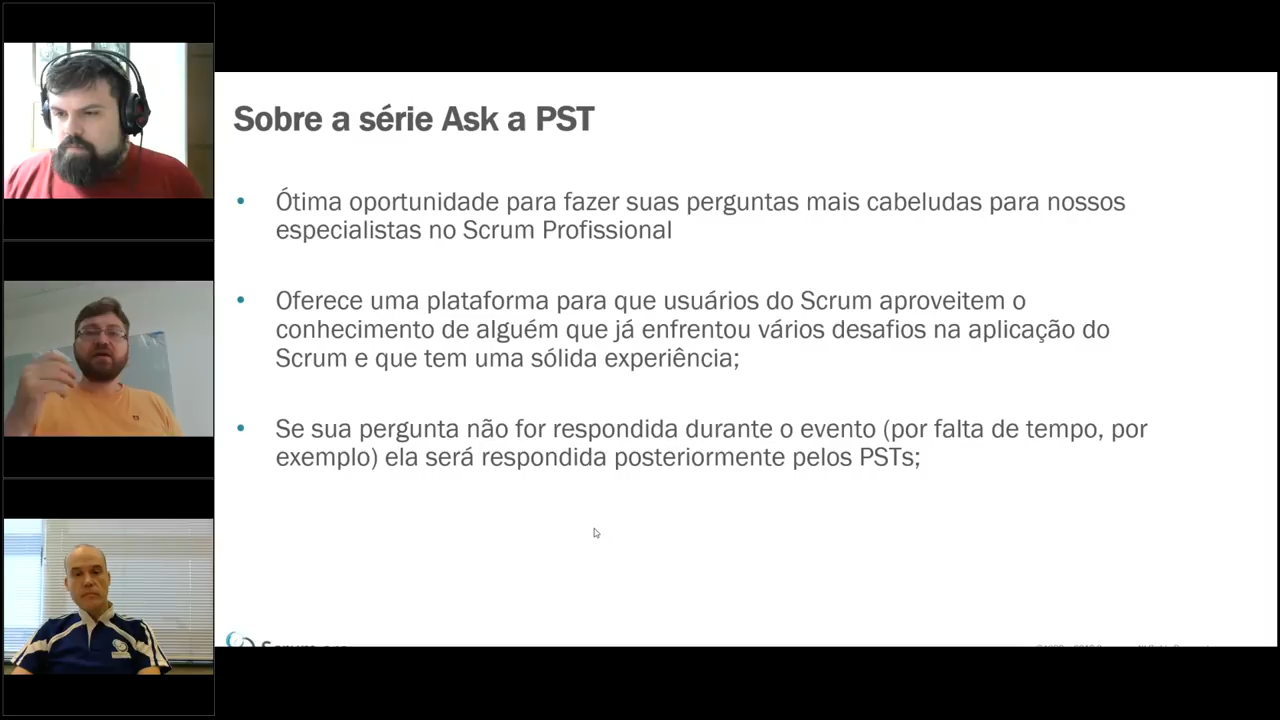 Sobre a série Ask a PST
• Ótima oportunidade para fazer suas perguntas mais cabeludas para nossos
especialistas no Scrum Profissional
• Oferece uma plataforma para que usuários do Scrum aproveitem o
conhecimento de alguém que já enfrentou vários desafios na aplicação do
Scrum e que tem uma sólida experiência;
• Se sua pergunta não for respondida durante o evento (por falta de tempo, por
exemplo) ela será respondida posteriormente pelos PSTs;